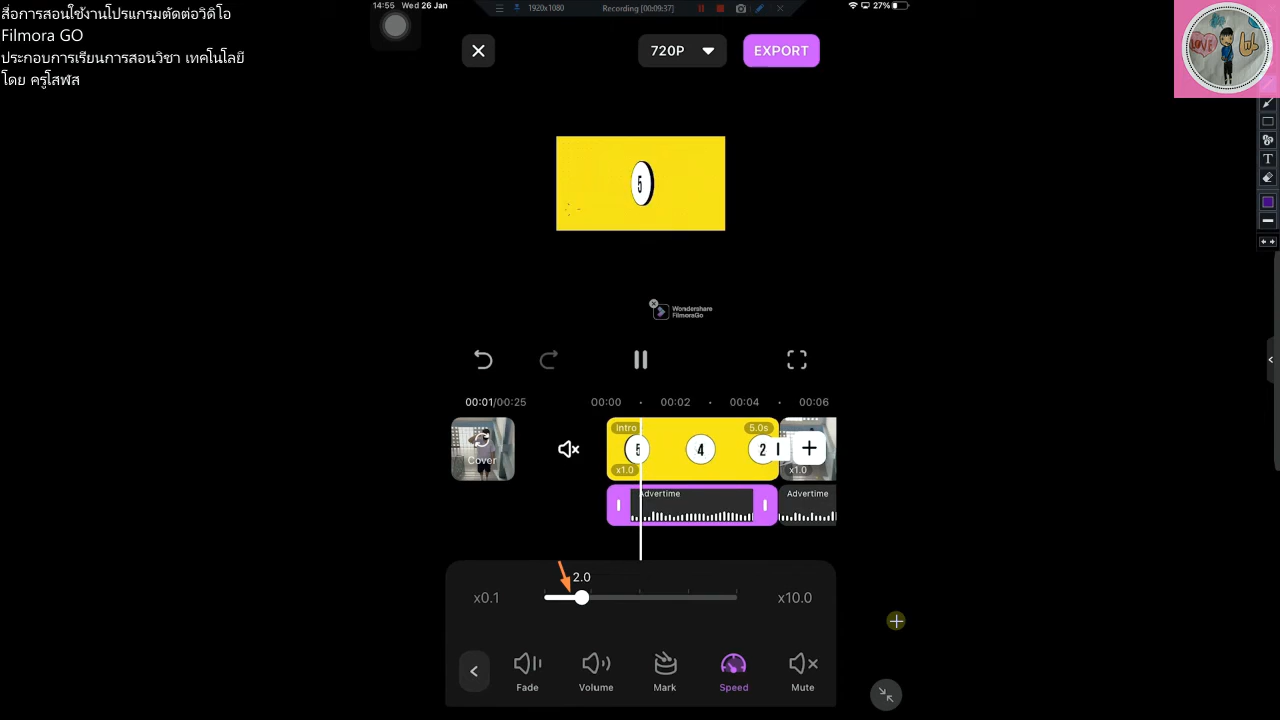 สื่อการสอนใช้งานโปรแกรมตัดต่อวิดิโอ
Filmora GO
ประกอบการเรียนการสอนวิชา เทคโนโลยี
โดย ครูโสฬส
14:55 Wed 26 Jan
1920x1080
Recording [00:09:37]
27%
LOVE
720P
EXPORT
5
Wondershare
FilmoraGo
00:01/00:25
00:00
00:02
00:04
00:06
Cover
Intro
5.0s
5
4
2
x1.0
x1.0
Advertime
Advertime
2.0
x0.1
x10.0
Fade
Volume
Mark
Speed
Mute
T